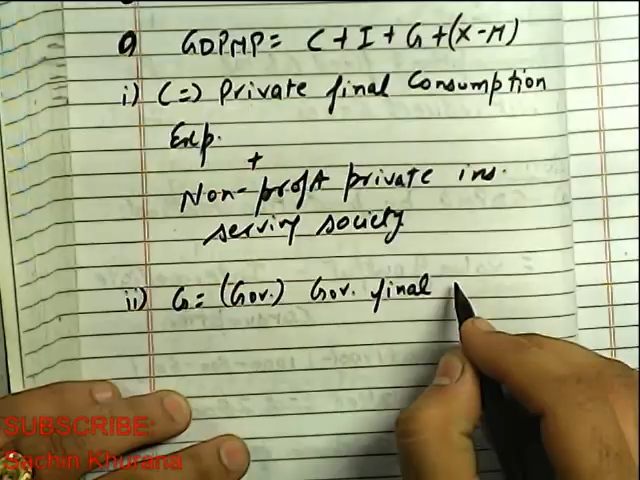 a) GDPMP = C + I + G + (X-M)
i) C => Private final Consumption
Exp.
+
Non-profit private ins.
serving society
ii) G = (Gov.) Gov. final
SUBSCRIBE:
Sachin Khurana